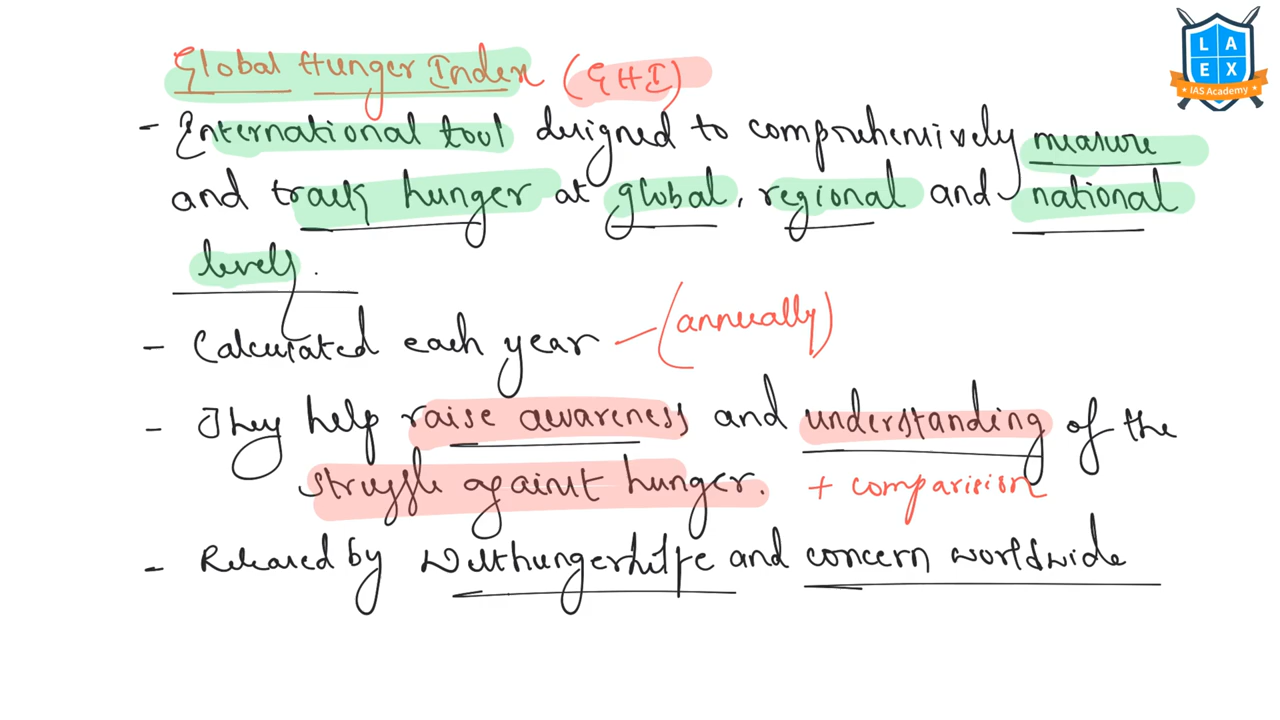 LAEX
IAS Academy
Global Hunger Index (GHI)
- International tool designed to comprehensively measure
and track hunger at global, regional and national
levels.
- Calculated each year - (annually)
- They help raise awareness and understanding of the
struggle against hunger. + comparision
- Released by Welthungerhilfe and concern worldwide